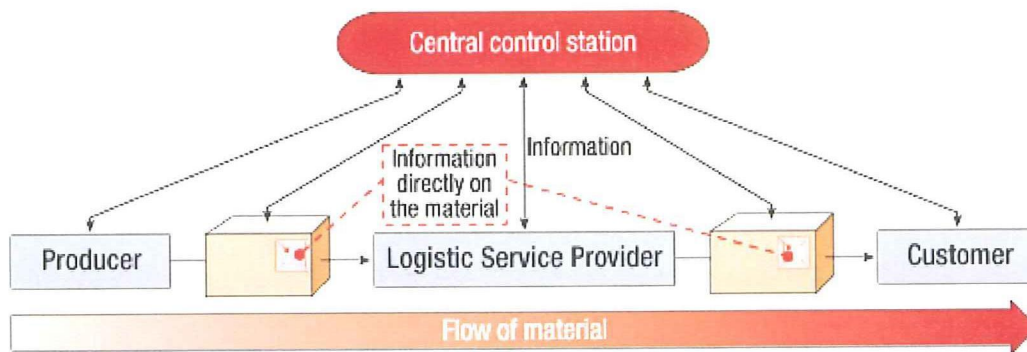 Central control station
Information
directly on
the material
Information
Producer
Logistic Service Provider
Customer
Flow of material